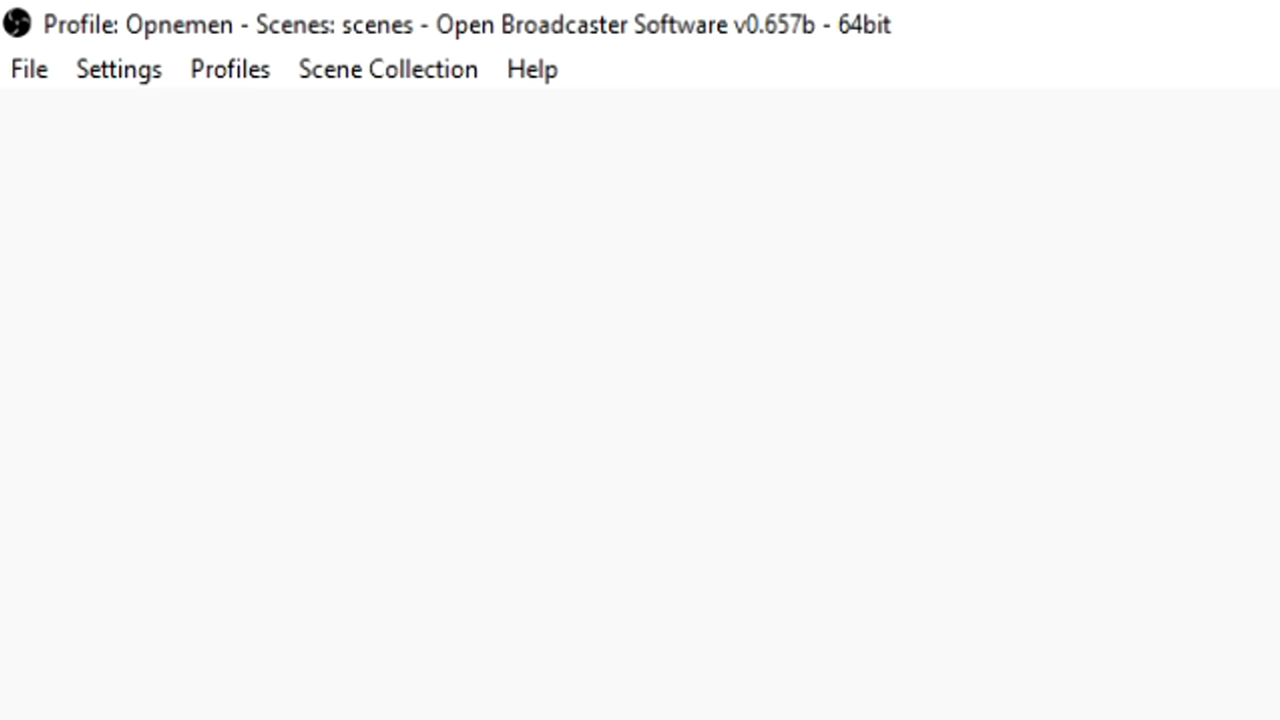 Profile: Opnemen - Scenes: scenes - Open Broadcaster Software v0.657b - 64bit
File Settings Profiles Scene Collection Help